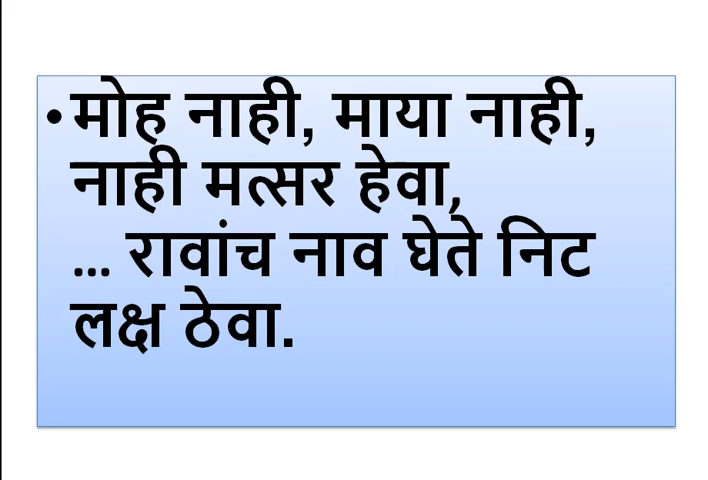 • मोह नाही, माया नाही,
नाही मत्सर हेवा,
... रावांच नाव घेते निट
लक्ष ठेवा.